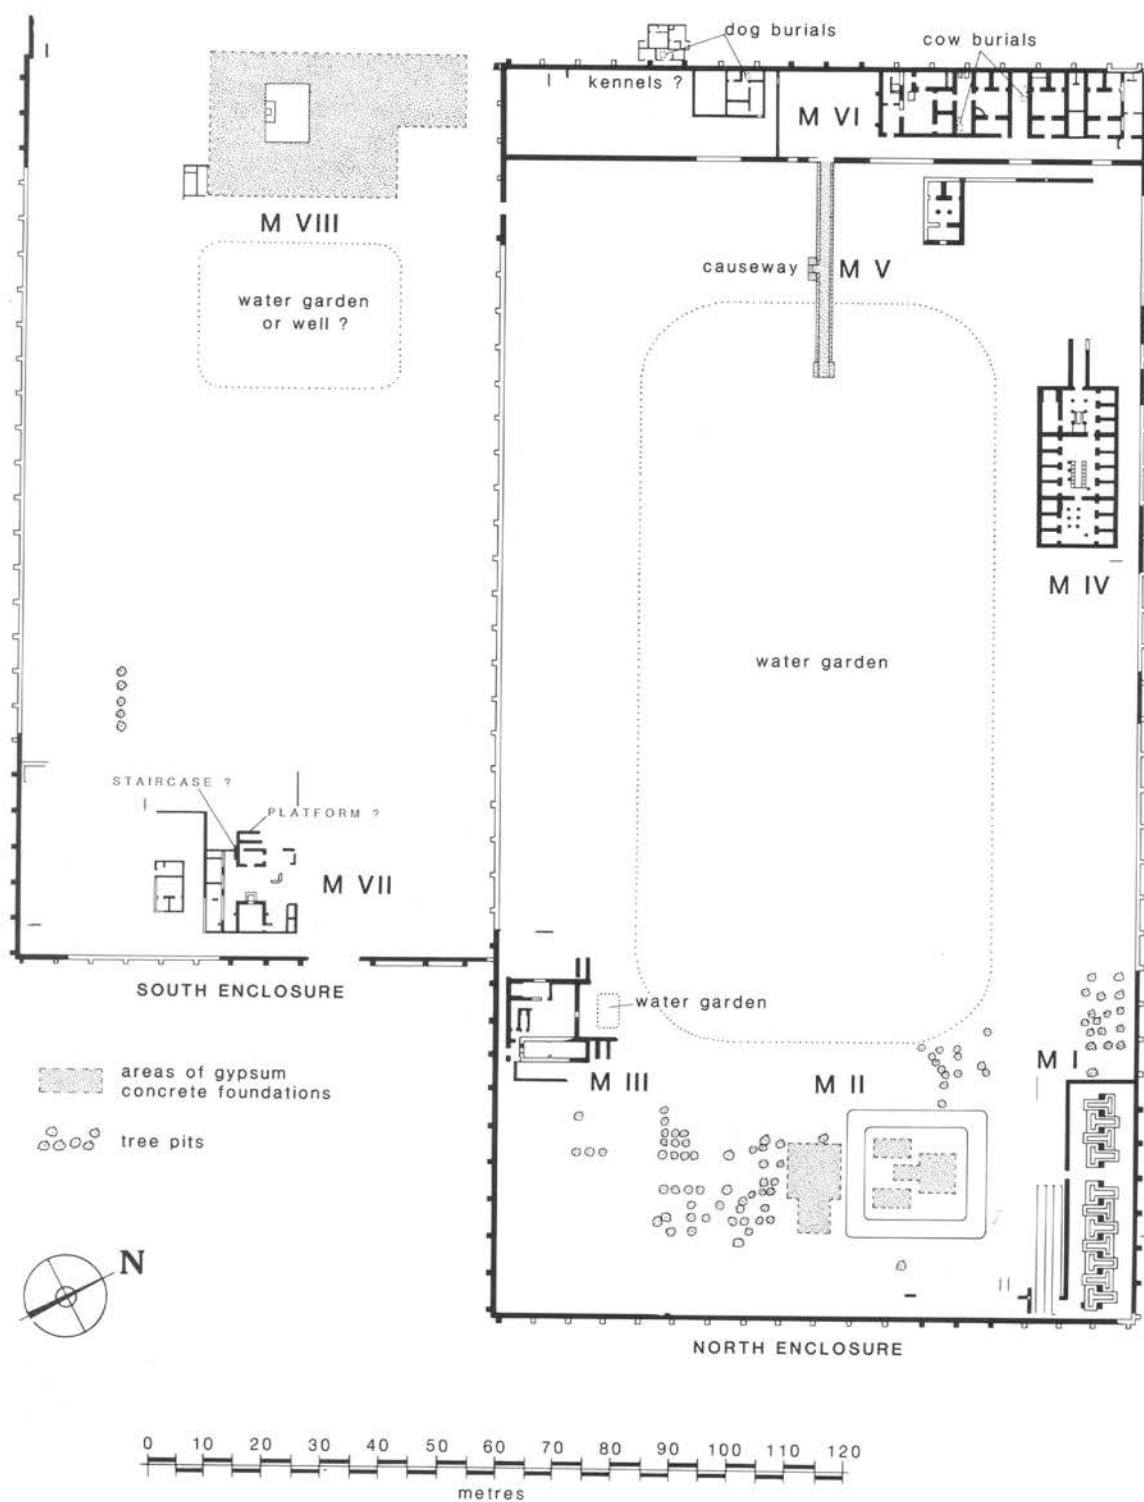 dog burials
cow burials
kennels ?
M VI
M VIII
causeway
M V
water garden
or well ?
M IV
water garden
STAIRCASE ?
PLATFORM ?
M VII
SOUTH ENCLOSURE
water garden
areas of gypsum
concrete foundations
M III
M II
M I
tree pits
N
NORTH ENCLOSURE
0 10 20 30 40 50 60 70 80 90 100 110 120
metres